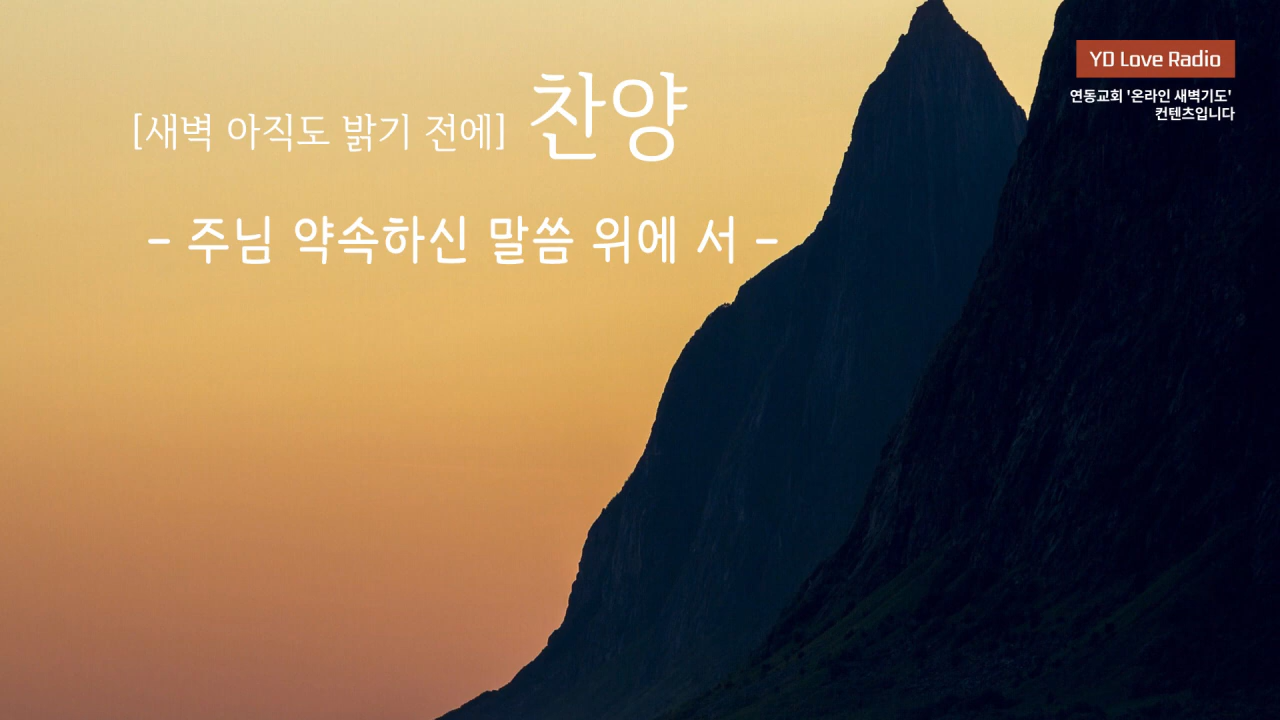 [새벽 아직도 밝기 전에] 찬양
- 주님 약속하신 말씀 위에 서 -
YD Love Radio
연동교회 '온라인 새벽기도'
컨텐츠입니다